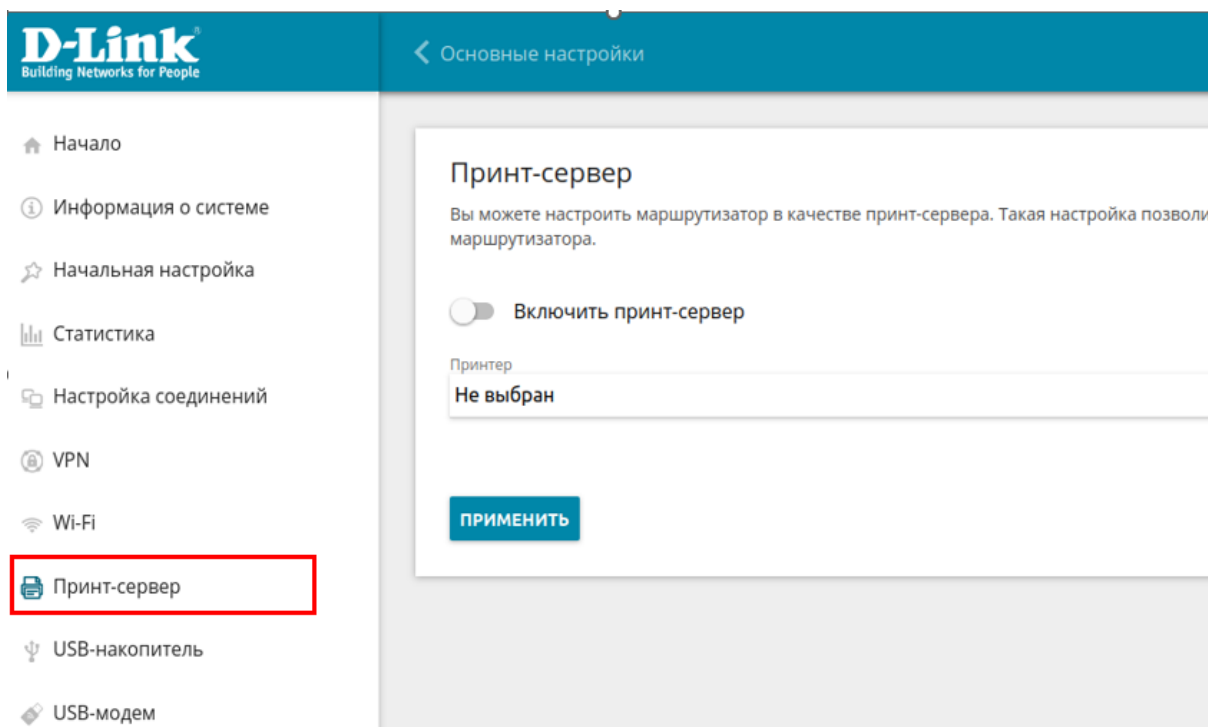 D-Link®
Building Networks for People
Основные настройки
Начало
Информация о системе
Начальная настройка
Статистика
Настройка соединений
VPN
Wi-Fi
Принт-сервер
USB-накопитель
USB-модем
Принт-сервер
Вы можете настроить маршрутизатор в качестве принт-сервера. Такая настройка позволи
маршрутизатора.
Включить принт-сервер
Принтер
Не выбран
ПРИМЕНИТЬ